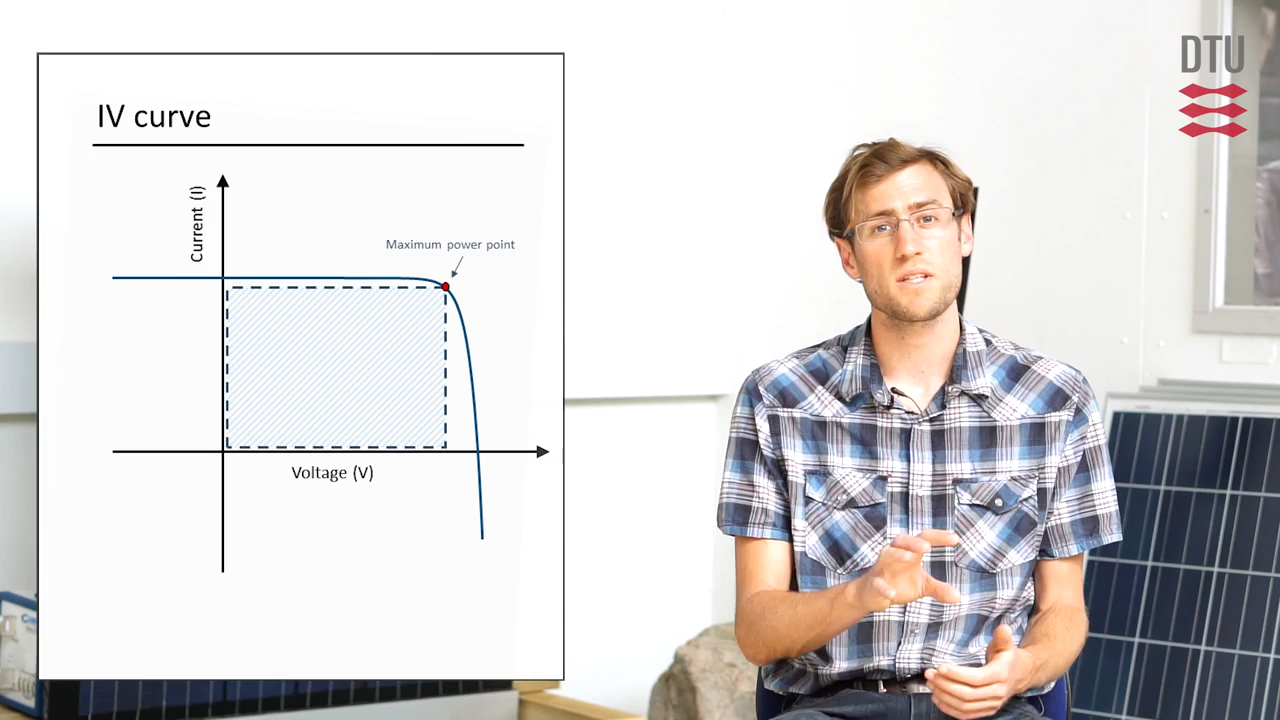 DTU
IV curve
Current (I)
Maximum power point
Voltage (V)